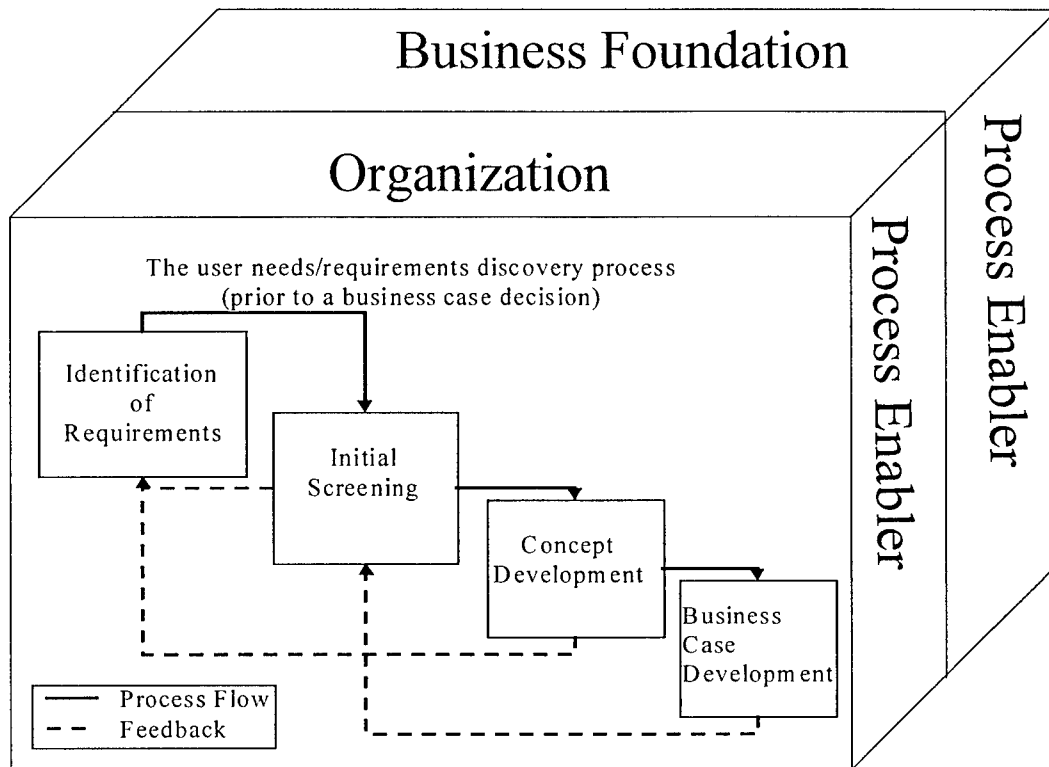 Business Foundation
Organization
Process Enabler
Process Enabler
The user needs/requirements discovery process
(prior to a business case decision)
Identification
of
Requirements
Initial
Screening
Concept
Development
Business
Case
Development
Process Flow
Feedback